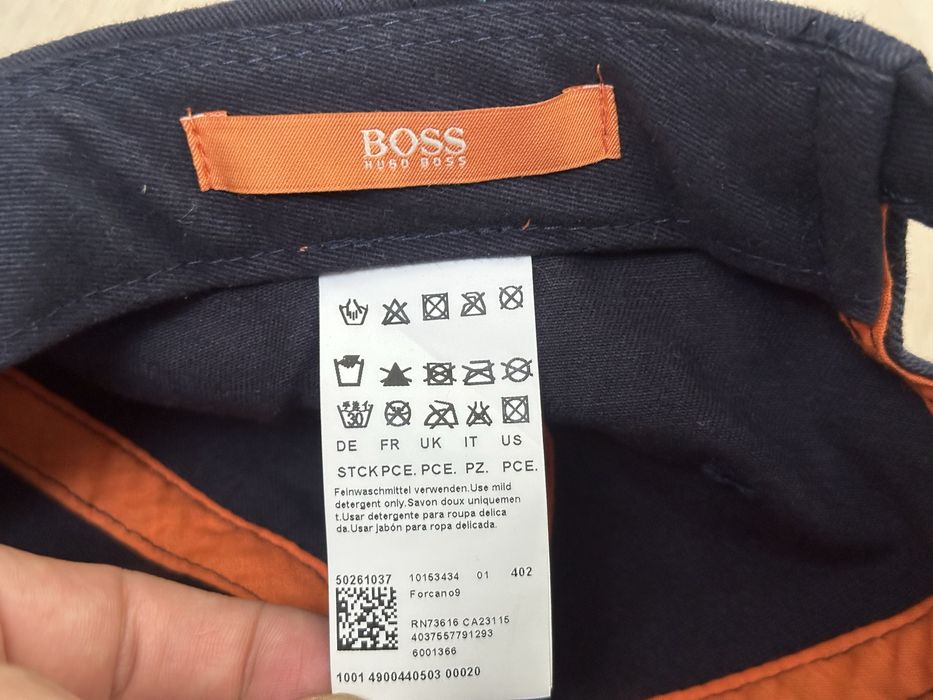 BOSS
HUGO BOSS
30
DE FR UK IT US
STCK PCE. PCE. PZ. PCE.
Feinwaschmittel verwenden.Use mild
detergent only.Savon doux uniquemen
t.Usar detergente para roupa delica
da.Usar jabón para ropa delicada.
50261037 10153434 01 402
Forcano9
RN73616 CA23115
4037557791293
6001366
1001 4900440503 00020